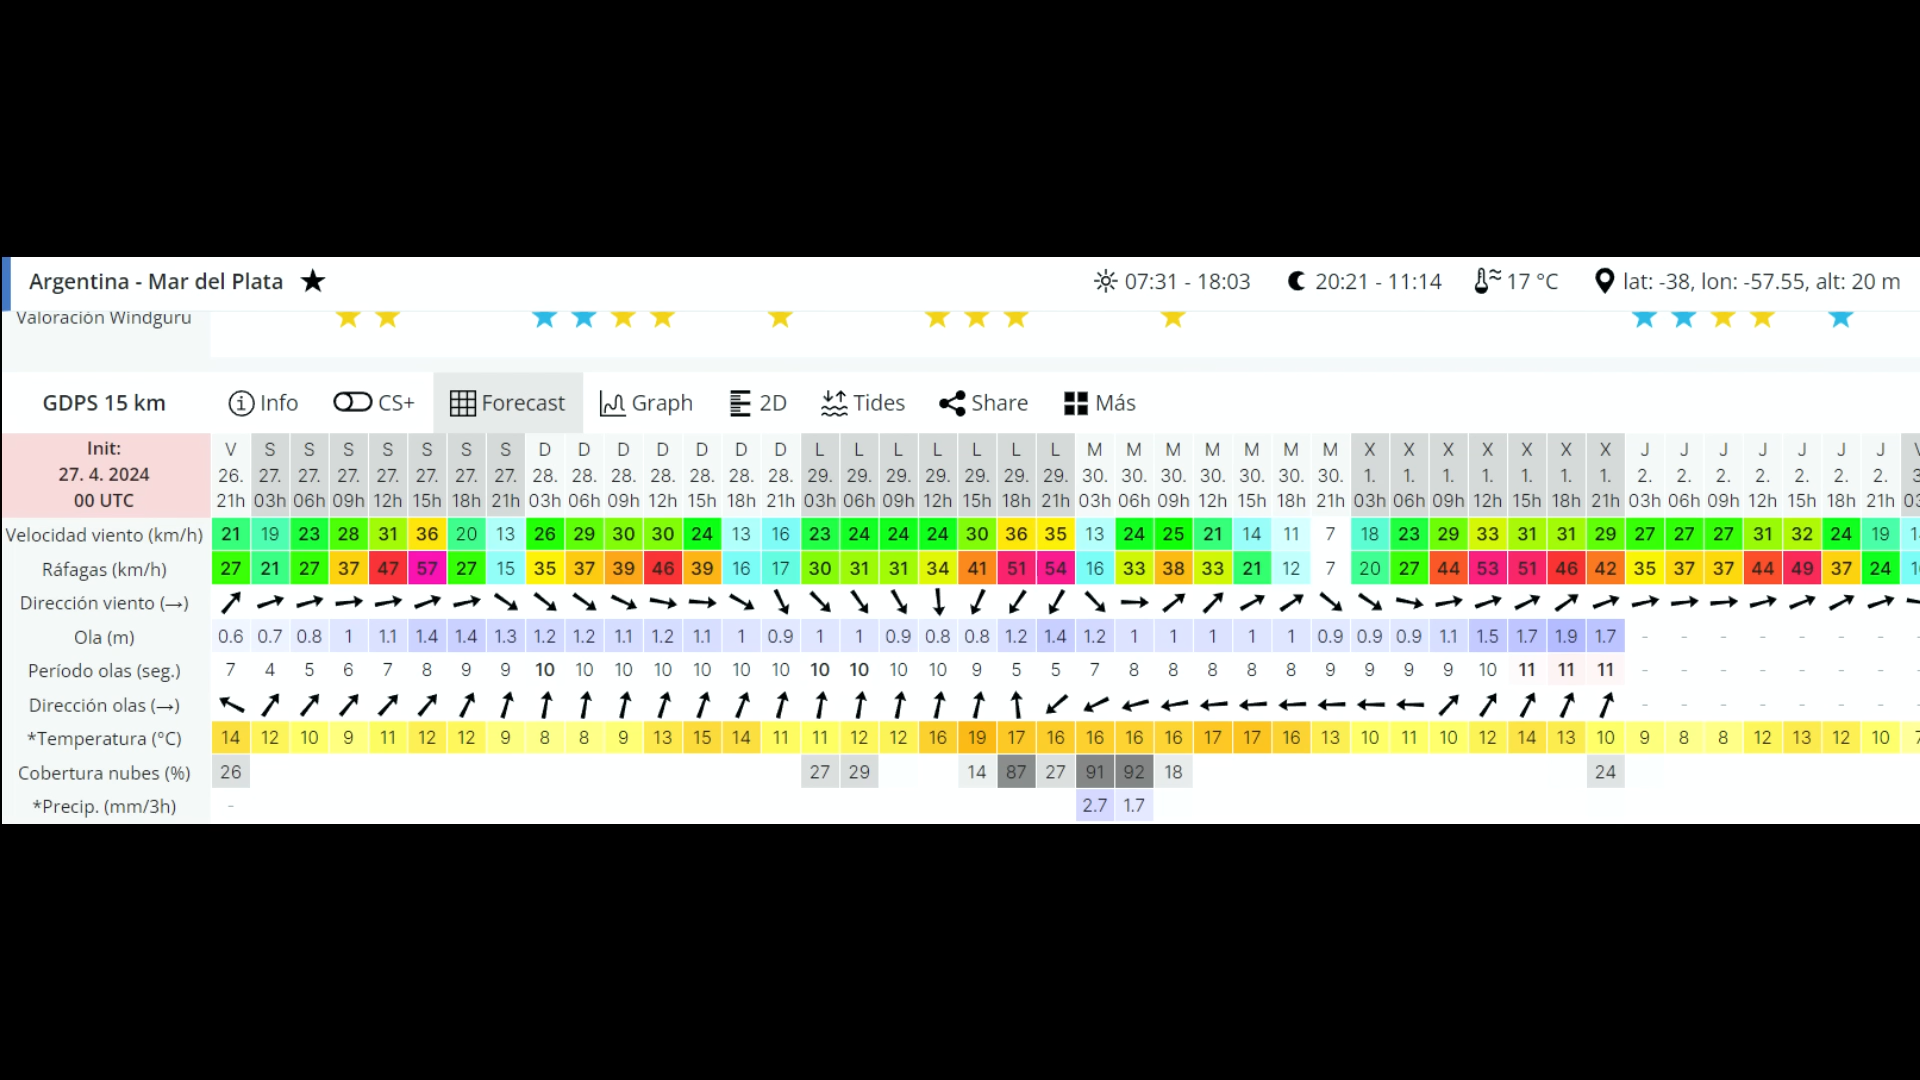 Argentina - Mar del Plata 07:31 - 18:03 20:21 - 11:14 17 °C lat: -38, lon: -57.55, alt: 20 m
Valoración Windguru
GDPS 15 km Info CS+ Forecast Graph 2D Tides Share Más
Init: V S S S S S S S D D D D D D D L L L L L L L M M M M M M M X X X X X X X J J J J J J J
27. 4. 2024 26. 27. 27. 27. 27. 27. 27. 27. 28. 28. 28. 28. 28. 28. 28. 29. 29. 29. 29. 29. 29. 29. 30. 30. 30. 30. 30. 30. 30. 1. 1. 1. 1. 1. 1. 1. 2. 2. 2. 2. 2. 2. 2.
00 UTC 21h 03h 06h 09h 12h 15h 18h 21h 03h 06h 09h 12h 15h 18h 21h 03h 06h 09h 12h 15h 18h 21h 03h 06h 09h 12h 15h 18h 21h 03h 06h 09h 12h 15h 18h 21h 03h 06h 09h 12h 15h 18h 21h
Velocidad viento (km/h) 21 19 23 28 31 36 20 13 26 29 30 30 24 13 16 23 24 24 24 30 36 35 13 24 25 21 14 11 7 18 23 29 33 31 31 29 27 27 27 31 32 24 19
Ráfagas (km/h) 27 21 27 37 47 57 27 15 35 37 39 46 39 16 17 30 31 31 34 41 51 54 16 33 38 33 21 12 7 20 27 44 53 51 46 42 35 37 37 44 49 37 24
Dirección viento (→)
Ola (m) 0.6 0.7 0.8 1 1.1 1.4 1.4 1.3 1.2 1.2 1.1 1.2 1.1 1 0.9 1 1 0.9 0.8 0.8 1.2 1.4 1.2 1 1 1 1 1 0.9 0.9 0.9 1.1 1.5 1.7 1.9 1.7 - - - - - - -
Período olas (seg.) 7 4 5 6 7 8 9 9 10 10 10 10 10 10 10 10 10 10 10 9 5 5 7 8 8 8 8 8 9 9 9 9 10 11 11 11 - - - - - - -
Dirección olas (→) - - - - - - -
*Temperatura (°C) 14 12 10 9 11 12 12 9 8 8 9 13 15 14 11 11 12 12 16 19 17 16 16 16 16 17 17 16 13 10 11 10 12 14 13 10 9 8 8 12 13 12 10
Cobertura nubes (%) 26 27 29 14 87 27 91 92 18 24
*Precip. (mm/3h) - 2.7 1.7